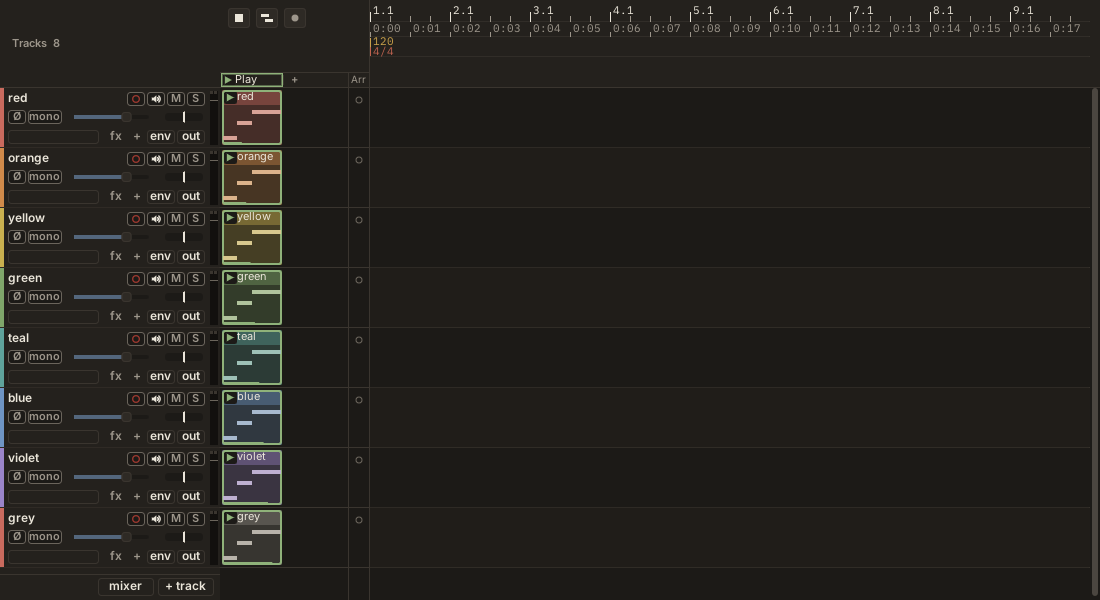 1.1 2.1 3.1 4.1 5.1 6.1 7.1 8.1 9.1
0:00 0:01 0:02 0:03 0:04 0:05 0:06 0:07 0:08 0:09 0:10 0:11 0:12 0:13 0:14 0:15 0:16 0:17
Tracks 8
120
4/4
Play + Arr
red M S red
Ø mono
fx + env out
orange M S orange
Ø mono
fx + env out
yellow M S yellow
Ø mono
fx + env out
green M S green
Ø mono
fx + env out
teal M S teal
Ø mono
fx + env out
blue M S blue
Ø mono
fx + env out
violet M S violet
Ø mono
fx + env out
grey M S grey
Ø mono
fx + env out
mixer + track